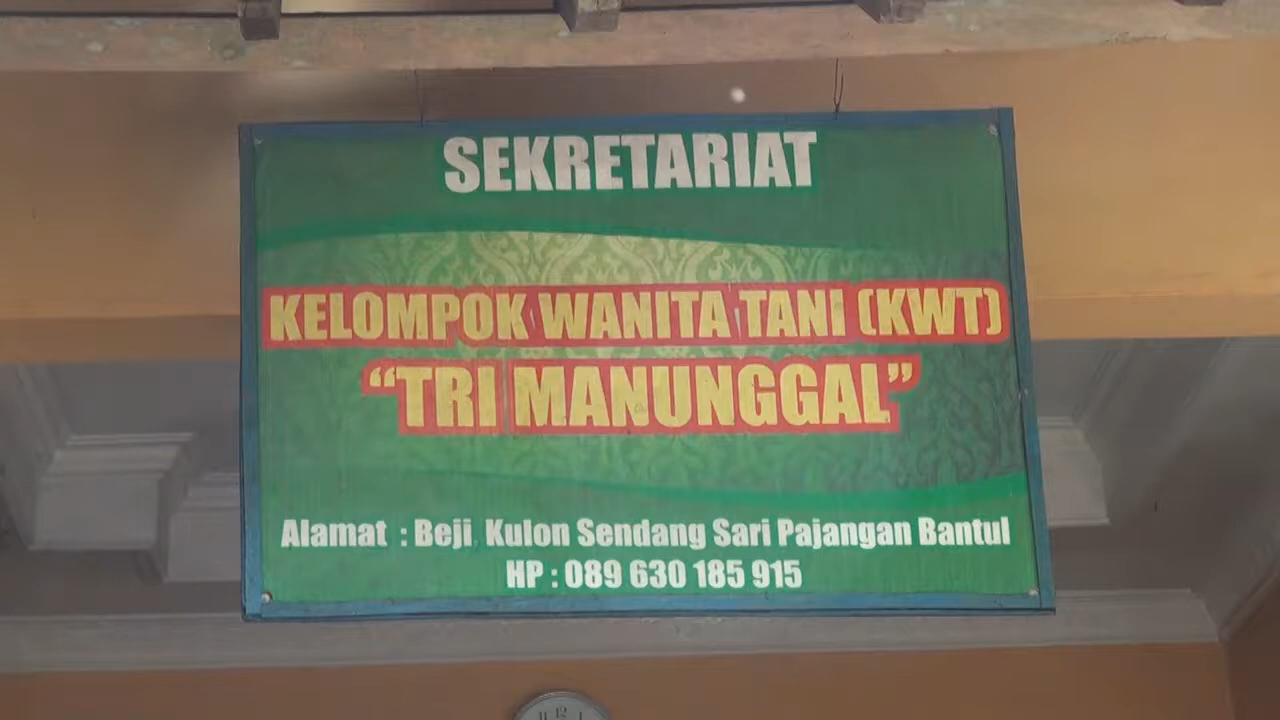 SEKRETARIAT
KELOMPOK WANITA TANI (KWT)
“TRI MANUNGGAL”
Alamat : Beji Kulon Sendang Sari Pajangan Bantul
HP : 089 630 185 915
12